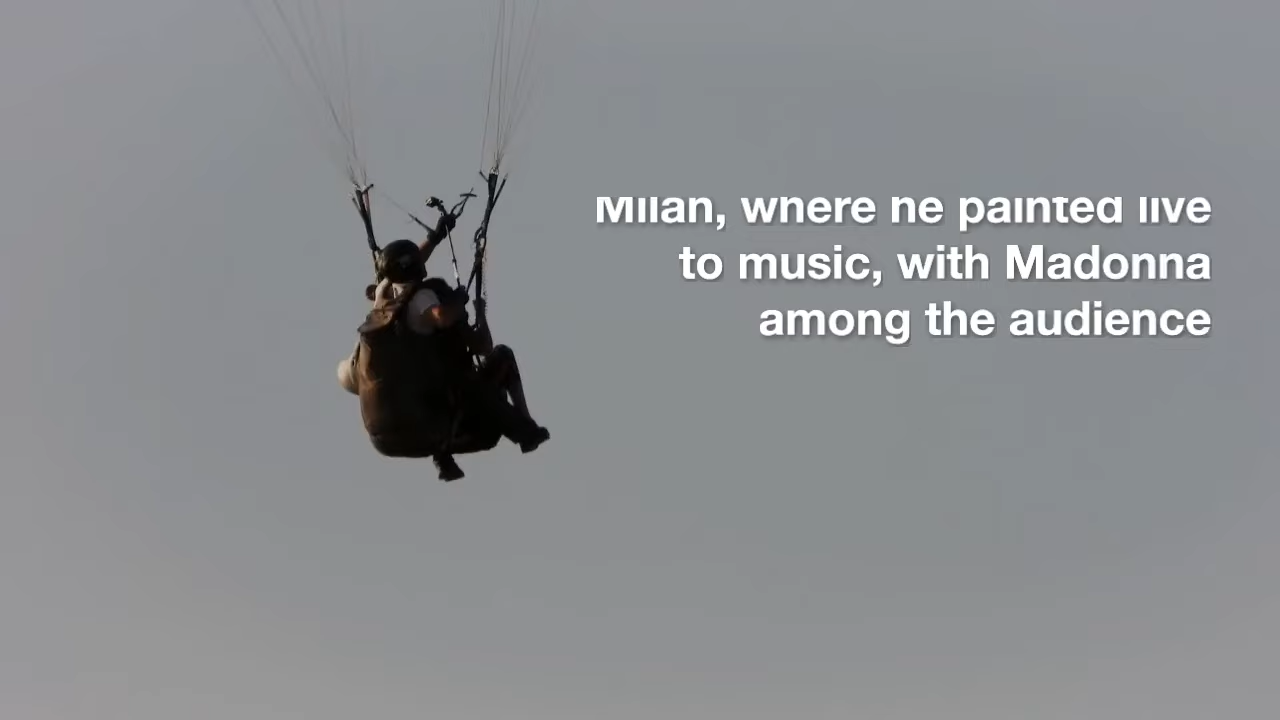 Milan, where he painted live
to music, with Madonna
among the audience